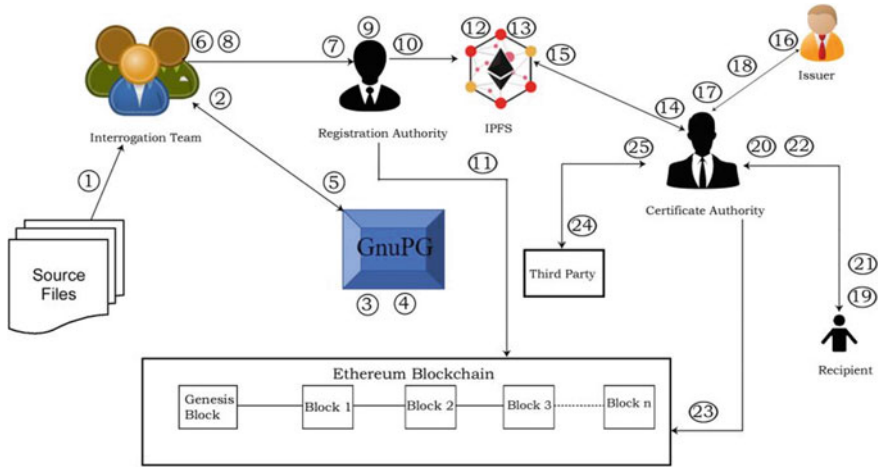 ⑨
⑥ ⑧
⑦
⑩
⑫ ⑬
⑮
⑯
⑱
⑰
⑭
Issuer
②
Interrogation Team
Registration Authority
IPFS
①
⑤
⑪
㉕
⑳ ㉒
Certificate Authority
GnuPG
③ ④
㉔
Third Party
Source
Files
㉑
⑲
Recipient
Ethereum Blockchain
Genesis
Block
Block 1
Block 2
Block 3
Block n
㉓